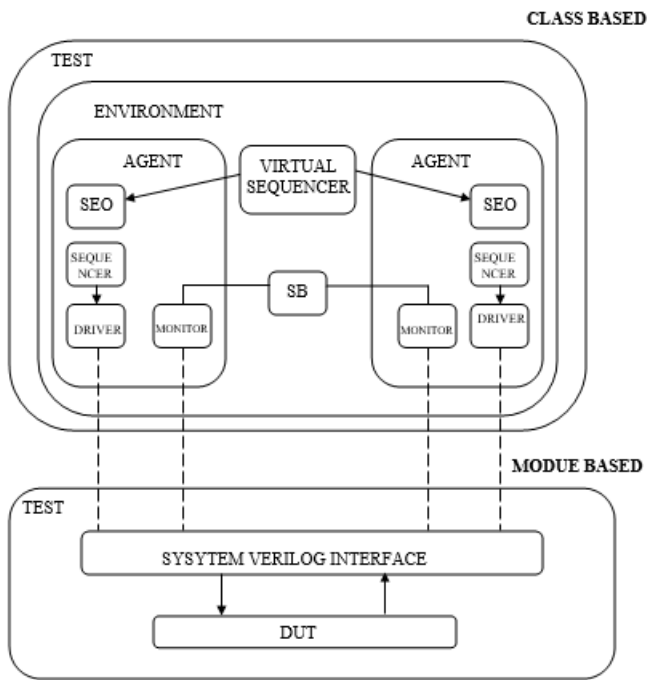 CLASS BASED
TEST
ENVIRONMENT
AGENT
VIRTUAL
SEQUENCER
AGENT
SEO
SEO
SEQUE
NCER
SEQUE
NCER
SB
DRIVER
MONITOR
MONITOR
DRIVER
MODUE BASED
TEST
SYSYTEM VERILOG INTERFACE
DUT